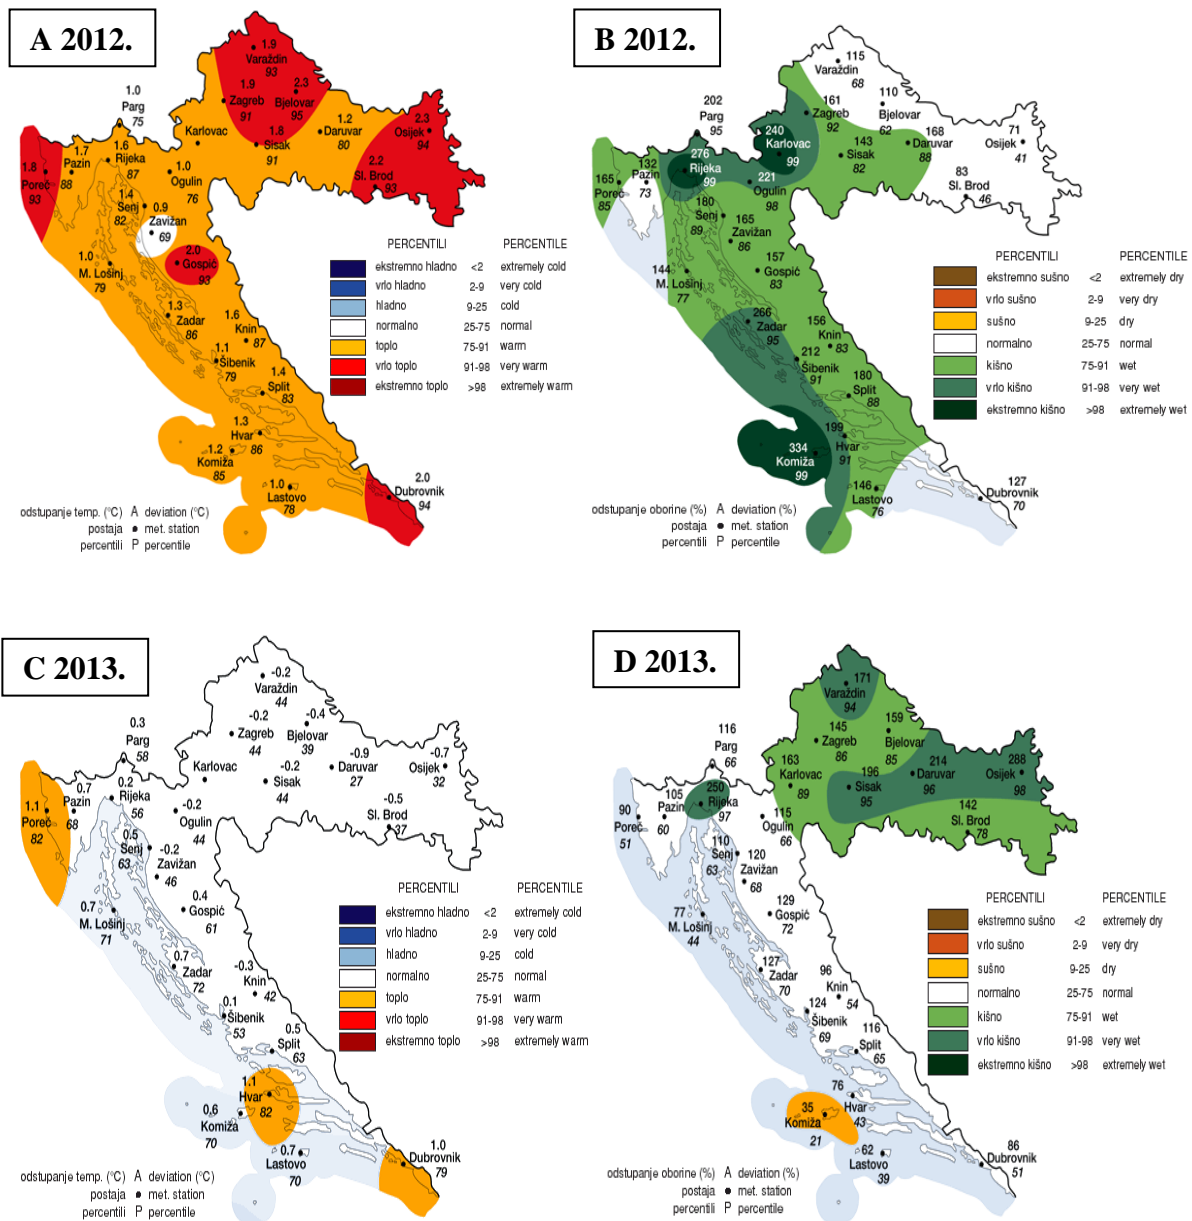 A 2012.
1.9
Varaždin
93
1.9
Zagreb
91
2.3
Bjelovar
95
1.0
Parg
75
Karlovac
1.8
Sisak
91
1.2
Daruvar
80
2.3
Osijek
94
2.2
Sl. Brod
93
1.8
Poreč
93
1.7
Pazin
88
1.6
Rijeka
87
1.0
Ogulin
76
1.4
Senj
82
0.9
Zavižan
69
2.0
Gospić
93
1.0
M. Lošinj
79
1.3
Zadar
86
1.6
Knin
87
1.1
Šibenik
79
1.4
Split
83
1.3
Hvar
86
1.2
Komiža
85
1.0
Lastovo
78
2.0
Dubrovnik
94
PERCENTILI PERCENTILE
ekstremno hladno <2 extremely cold
vrlo hladno 2-9 very cold
hladno 9-25 cold
normalno 25-75 normal
toplo 75-91 warm
vrlo toplo 91-98 very warm
ekstremno toplo >98 extremely warm
odstupanje temp. (°C) A deviation (°C)
postaja met. station
percentili P percentile
B 2012.
115
Varaždin
68
161
Zagreb
92
110
Bjelovar
62
202
Parg
95
240
Karlovac
99
143
Sisak
82
168
Daruvar
88
71
Osijek
41
83
Sl. Brod
46
165
Poreč
85
132
Pazin
73
276
Rijeka
99
221
Ogulin
98
180
Senj
89
165
Zavižan
86
157
Gospić
83
144
M. Lošinj
77
266
Zadar
95
156
Knin
83
212
Šibenik
91
180
Split
88
199
Hvar
91
334
Komiža
99
146
Lastovo
76
127
Dubrovnik
70
PERCENTILI PERCENTILE
ekstremno sušno <2 extremely dry
vrlo sušno 2-9 very dry
sušno 9-25 dry
normalno 25-75 normal
kišno 75-91 wet
vrlo kišno 91-98 very wet
ekstremno kišno >98 extremely wet
odstupanje oborine (%) A deviation (%)
postaja met. station
percentili P percentile
C 2013.
-0.2
Varaždin
44
-0.2
Zagreb
44
-0.4
Bjelovar
39
0.3
Parg
58
Karlovac
-0.2
Sisak
44
-0.9
Daruvar
27
-0.7
Osijek
32
-0.5
Sl. Brod
37
1.1
Poreč
82
0.7
Pazin
68
0.2
Rijeka
56
-0.2
Ogulin
44
0.5
Senj
63
-0.2
Zavižan
46
0.4
Gospić
61
0.7
M. Lošinj
71
0.7
Zadar
72
-0.3
Knin
42
0.1
Šibenik
53
0.5
Split
63
1.1
Hvar
82
0.6
Komiža
70
0.7
Lastovo
70
1.0
Dubrovnik
79
PERCENTILI PERCENTILE
ekstremno hladno <2 extremely cold
vrlo hladno 2-9 very cold
hladno 9-25 cold
normalno 25-75 normal
toplo 75-91 warm
vrlo toplo 91-98 very warm
ekstremno toplo >98 extremely warm
odstupanje temp. (°C) A deviation (°C)
postaja met. station
percentili P percentile
D 2013.
171
Varaždin
94
145
Zagreb
86
159
Bjelovar
85
116
Parg
66
163
Karlovac
89
196
Sisak
95
214
Daruvar
96
288
Osijek
98
142
Sl. Brod
78
90
Poreč
51
105
Pazin
60
250
Rijeka
97
115
Ogulin
66
110
Senj
63
120
Zavižan
68
129
Gospić
72
77
M. Lošinj
44
127
Zadar
70
96
Knin
54
124
Šibenik
69
116
Split
65
76
Hvar
43
35
Komiža
21
62
Lastovo
39
86
Dubrovnik
51
PERCENTILI PERCENTILE
ekstremno sušno <2 extremely dry
vrlo sušno 2-9 very dry
sušno 9-25 dry
normalno 25-75 normal
kišno 75-91 wet
vrlo kišno 91-98 very wet
ekstremno kišno >98 extremely wet
odstupanje oborine (%) A deviation (%)
postaja met. station
percentili P percentile